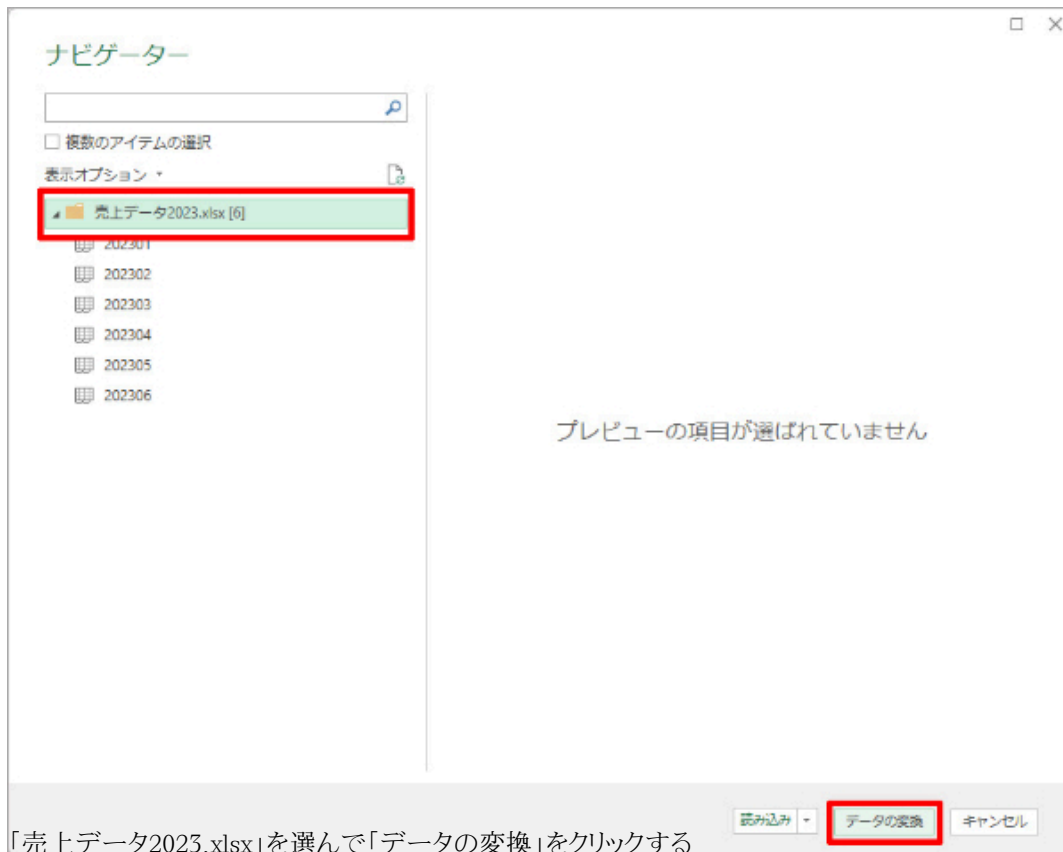 ナビゲーター
複数のアイテムの選択
表示オプション
売上データ2023.xlsx [6]
202301
202302
202303
202304
202305
202306
プレビューの項目が選ばれていません
読み込み
データの変換
キャンセル
「売上データ2023.xlsx」を選んで「データの変換」をクリックする